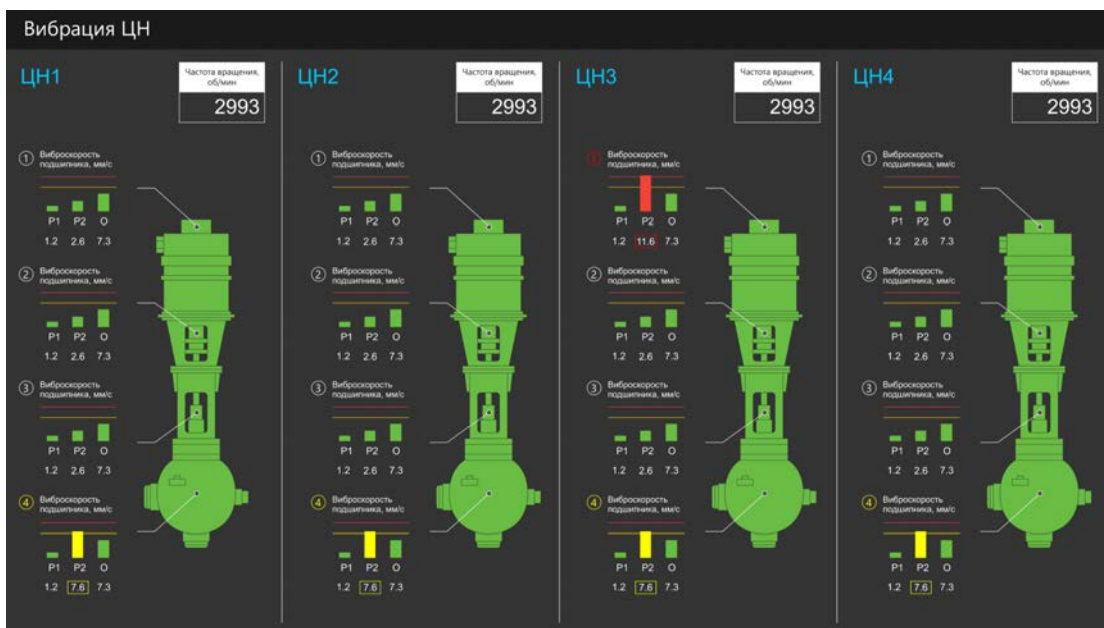 Вибрация ЦН
ЦН1
Частота вращения,
об/мин
2993
1 Виброскорость
подшипника, мм/с
P1 P2 O
1.2 2.6 7.3
2 Виброскорость
подшипника, мм/с
P1 P2 O
1.2 2.6 7.3
3 Виброскорость
подшипника, мм/с
P1 P2 O
1.2 2.6 7.3
4 Виброскорость
подшипника, мм/с
P1 P2 O
1.2 7.6 7.3
ЦН2
Частота вращения,
об/мин
2993
1 Виброскорость
подшипника, мм/с
P1 P2 O
1.2 2.6 7.3
2 Виброскорость
подшипника, мм/с
P1 P2 O
1.2 2.6 7.3
3 Виброскорость
подшипника, мм/с
P1 P2 O
1.2 2.6 7.3
4 Виброскорость
подшипника, мм/с
P1 P2 O
1.2 7.6 7.3
ЦН3
Частота вращения,
об/мин
2993
1 Виброскорость
подшипника, мм/с
P1 P2 O
1.2 11.6 7.3
2 Виброскорость
подшипника, мм/с
P1 P2 O
1.2 2.6 7.3
3 Виброскорость
подшипника, мм/с
P1 P2 O
1.2 2.6 7.3
4 Виброскорость
подшипника, мм/с
P1 P2 O
1.2 7.6 7.3
ЦН4
Частота вращения,
об/мин
2993
1 Виброскорость
подшипника, мм/с
P1 P2 O
1.2 2.6 7.3
2 Виброскорость
подшипника, мм/с
P1 P2 O
1.2 2.6 7.3
3 Виброскорость
подшипника, мм/с
P1 P2 O
1.2 2.6 7.3
4 Виброскорость
подшипника, мм/с
P1 P2 O
1.2 7.6 7.3